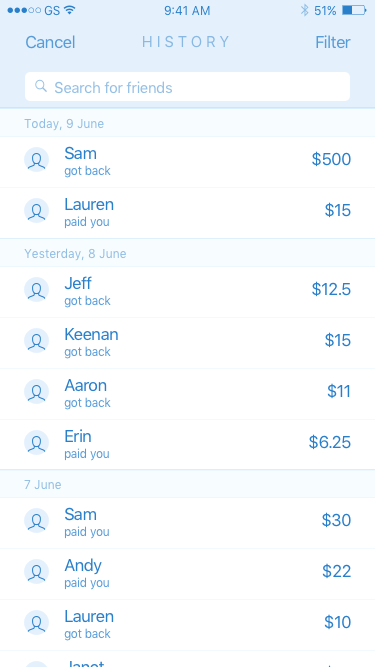 GS 9:41 AM 51%
Cancel HISTORY Filter
Search for friends
Today, 9 June
Sam $500
got back
Lauren $15
paid you
Yesterday, 8 June
Jeff $12.5
got back
Keenan $15
got back
Aaron $11
got back
Erin $6.25
paid you
7 June
Sam $30
paid you
Andy $22
paid you
Lauren $10
got back
Janet